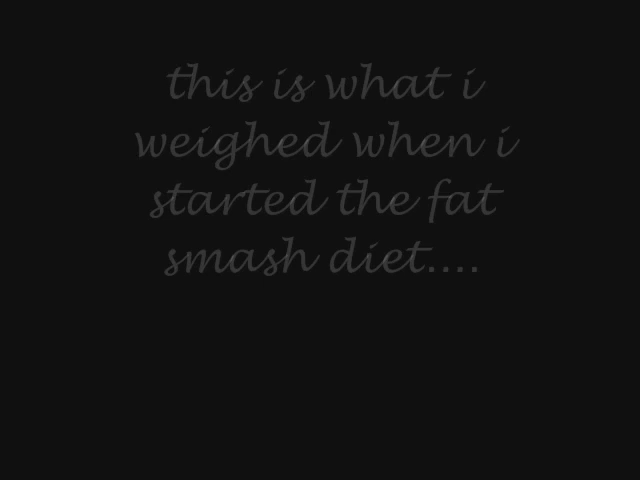 this is what i
weighed when i
started the fat
smash diet....